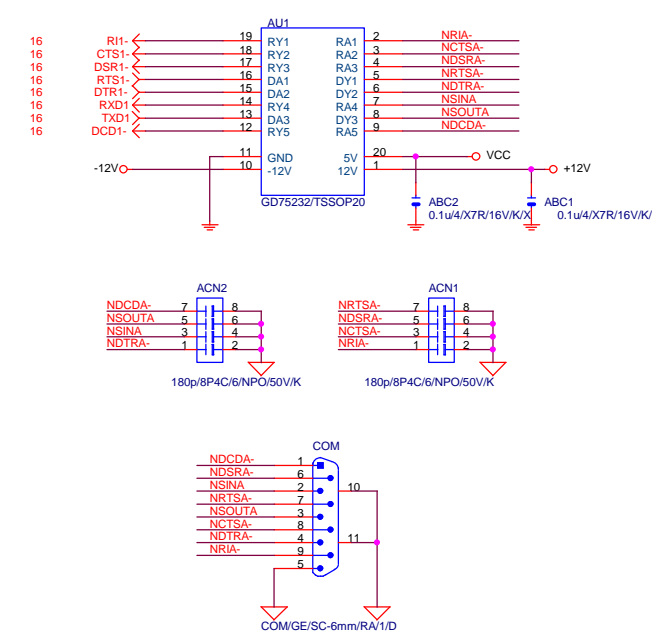 AU1
16 RI1- 19 RY1 RA1 2 NRIA-
16 CTS1- 18 RY2 RA2 3 NCTSA-
16 DSR1- 17 RY3 RA3 4 NDSRA-
16 RTS1- 16 DA1 DY1 5 NRTSA-
16 DTR1- 15 DA2 DY2 6 NDTRA-
16 RXD1 14 RY4 RA4 7 NSINA
16 TXD1 13 DA3 DY3 8 NSOUTA
16 DCD1- 12 RY5 RA5 9 NDCDA-
11 GND 5V 20 VCC
-12V 10 -12V 12V 1 +12V
GD75232/TSSOP20
ABC2 ABC1
0.1u/4/X7R/16V/K/X 0.1u/4/X7R/16V/K/
ACN2 ACN1
NDCDA- 7 8 NRTSA- 7 8
NSOUTA 5 6 NDSRA- 5 6
NSINA 3 4 NCTSA- 3 4
NDTRA- 1 2 NRIA- 1 2
180p/8P4C/6/NPO/50V/K 180p/8P4C/6/NPO/50V/K
COM
NDCDA- 1
NDSRA- 6
NSINA 2 10
NRTSA- 7
NSOUTA 3
NCTSA- 8
NDTRA- 4 11
NRIA- 9
5
COM/GE/SC-6mm/RA/1/D